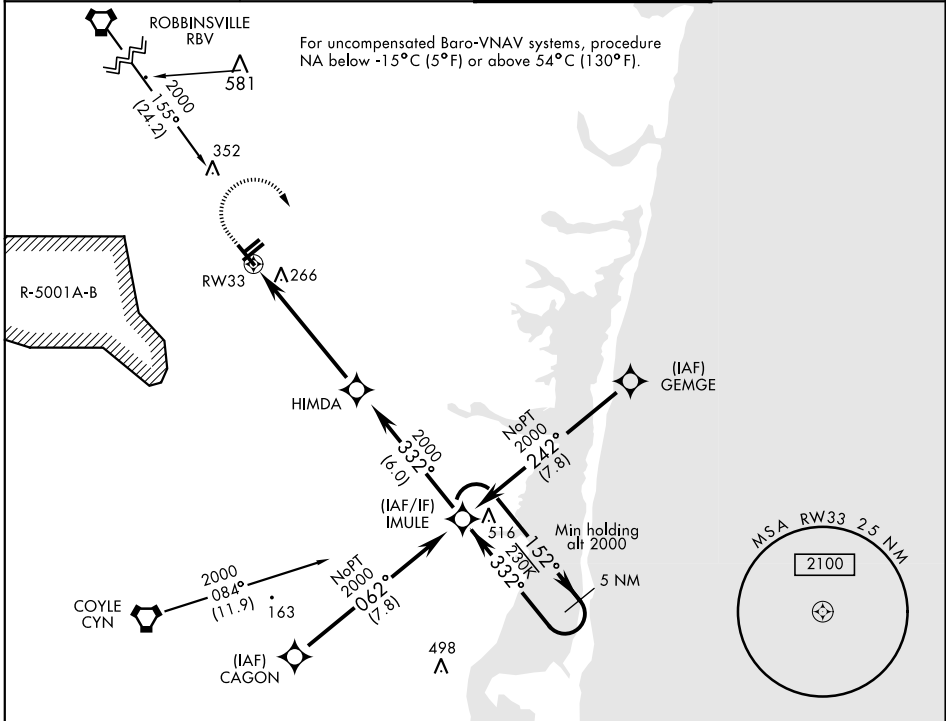 ROBBINSVILLE
RBV
For uncompensated Baro-VNAV systems, procedure
NA below -15°C (5°F) or above 54°C (130°F).
581
2000
155°
(24.2)
352
RW33
266
R-5001A-B
HIMDA
(IAF)
GEMGE
NoPT
2000
242°
(7.8)
2000
332°
(6.0)
(IAF/IF)
IMULE
516
Min holding
alt 2000
152°
230K
332°
5 NM
MSA RW33 25 NM
2100
COYLE
CYN
2000
084°
(11.9)
163
NoPT
2000
062°
(7.8)
(IAF)
CAGON
498